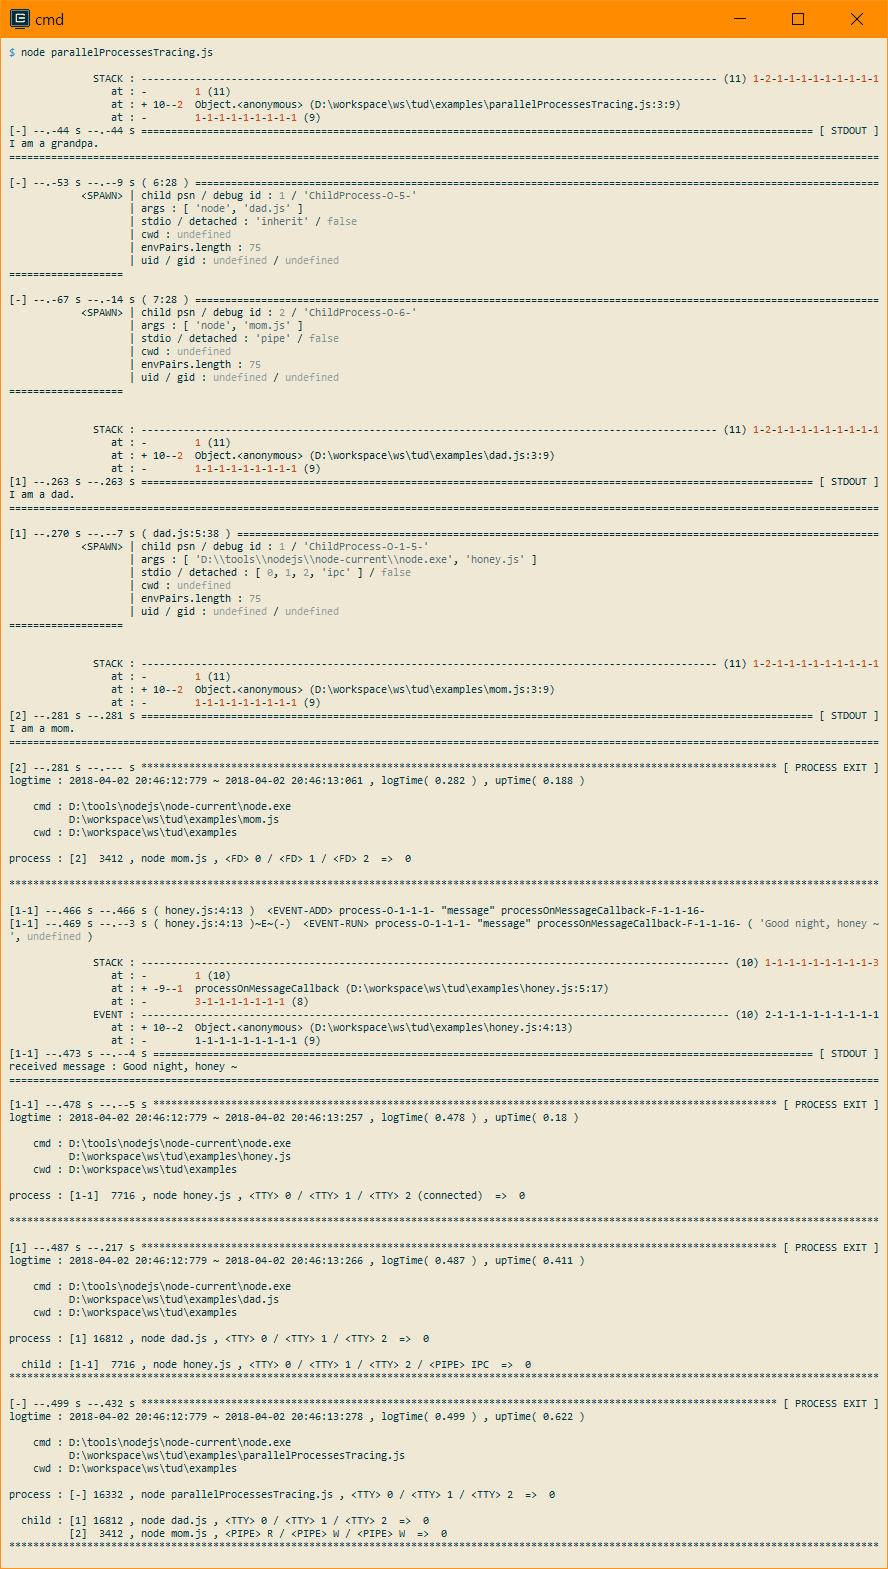 cmd
$ node parallelProcessesTracing.js
STACK : ------------------------------------------------------------------------------------------------ (11) 1-2-1-1-1-1-1-1-1-1-1
at : -        1 (11)
at : + 10--2  Object.<anonymous> (D:\workspace\ws\tud\examples\parallelProcessesTracing.js:3:9)
at : -        1-1-1-1-1-1-1-1-1 (9)
[-] --.-44 s --.-44 s ================================================================================================================ [ STDOUT ]
I am a grandpa.
=================================================================================================================================================
[-] --.-53 s --.--9 s ( 6:28 ) ==================================================================================================================
<SPAWN> | child psn / debug id : 1 / 'ChildProcess-O-5-'
| args : [ 'node', 'dad.js' ]
| stdio / detached : 'inherit' / false
| cwd : undefined
| envPairs.length : 75
| uid / gid : undefined / undefined
===================
[-] --.-67 s --.-14 s ( 7:28 ) ==================================================================================================================
<SPAWN> | child psn / debug id : 2 / 'ChildProcess-O-6-'
| args : [ 'node', 'mom.js' ]
| stdio / detached : 'pipe' / false
| cwd : undefined
| envPairs.length : 75
| uid / gid : undefined / undefined
===================
STACK : ------------------------------------------------------------------------------------------------ (11) 1-2-1-1-1-1-1-1-1-1-1
at : -        1 (11)
at : + 10--2  Object.<anonymous> (D:\workspace\ws\tud\examples\dad.js:3:9)
at : -        1-1-1-1-1-1-1-1-1 (9)
[1] --.263 s --.263 s ================================================================================================================ [ STDOUT ]
I am a dad.
=================================================================================================================================================
[1] --.270 s --.--7 s ( dad.js:5:38 ) ===========================================================================================================
<SPAWN> | child psn / debug id : 1 / 'ChildProcess-O-1-5-'
| args : [ 'D:\\tools\\nodejs\\node-current\\node.exe', 'honey.js' ]
| stdio / detached : [ 0, 1, 2, 'ipc' ] / false
| cwd : undefined
| envPairs.length : 75
| uid / gid : undefined / undefined
===================
STACK : ------------------------------------------------------------------------------------------------ (11) 1-2-1-1-1-1-1-1-1-1-1
at : -        1 (11)
at : + 10--2  Object.<anonymous> (D:\workspace\ws\tud\examples\mom.js:3:9)
at : -        1-1-1-1-1-1-1-1-1 (9)
[2] --.281 s --.281 s ================================================================================================================ [ STDOUT ]
I am a mom.
=================================================================================================================================================
[2] --.281 s --.--- s ********************************************************************************************************** [ PROCESS EXIT ]
logtime : 2018-04-02 20:46:12:779 ~ 2018-04-02 20:46:13:061 , logTime( 0.282 ) , upTime( 0.188 )
cmd : D:\tools\nodejs\node-current\node.exe
D:\workspace\ws\tud\examples\mom.js
cwd : D:\workspace\ws\tud\examples
process : [2]  3412 , node mom.js , <FD> 0 / <FD> 1 / <FD> 2  =>  0
*************************************************************************************************************************************************
[1-1] --.466 s --.466 s ( honey.js:4:13 )  <EVENT-ADD> process-O-1-1-1- "message" processOnMessageCallback-F-1-1-16-
[1-1] --.469 s --.--3 s ( honey.js:4:13 )~E~(-)  <EVENT-RUN> process-O-1-1-1- "message" processOnMessageCallback-F-1-1-16- ( 'Good night, honey ~
', undefined )
STACK : -------------------------------------------------------------------------------------------------- (10) 1-1-1-1-1-1-1-1-1-3
at : -        1 (10)
at : + -9--1  processOnMessageCallback (D:\workspace\ws\tud\examples\honey.js:5:17)
at : -        3-1-1-1-1-1-1-1 (8)
EVENT : -------------------------------------------------------------------------------------------------- (10) 2-1-1-1-1-1-1-1-1-1
at : + 10--2  Object.<anonymous> (D:\workspace\ws\tud\examples\honey.js:4:13)
at : -        1-1-1-1-1-1-1-1-1 (9)
[1-1] --.473 s --.--4 s ============================================================================================================== [ STDOUT ]
received message : Good night, honey ~
=================================================================================================================================================
[1-1] --.478 s --.--5 s ******************************************************************************************************** [ PROCESS EXIT ]
logtime : 2018-04-02 20:46:12:779 ~ 2018-04-02 20:46:13:257 , logTime( 0.478 ) , upTime( 0.18 )
cmd : D:\tools\nodejs\node-current\node.exe
D:\workspace\ws\tud\examples\honey.js
cwd : D:\workspace\ws\tud\examples
process : [1-1]  7716 , node honey.js , <TTY> 0 / <TTY> 1 / <TTY> 2 (connected)  =>  0
*************************************************************************************************************************************************
[1] --.487 s --.217 s ********************************************************************************************************** [ PROCESS EXIT ]
logtime : 2018-04-02 20:46:12:779 ~ 2018-04-02 20:46:13:266 , logTime( 0.487 ) , upTime( 0.411 )
cmd : D:\tools\nodejs\node-current\node.exe
D:\workspace\ws\tud\examples\dad.js
cwd : D:\workspace\ws\tud\examples
process : [1] 16812 , node dad.js , <TTY> 0 / <TTY> 1 / <TTY> 2  =>  0
child : [1-1]  7716 , node honey.js , <TTY> 0 / <TTY> 1 / <TTY> 2 / <PIPE> IPC  =>  0
*************************************************************************************************************************************************
[-] --.499 s --.432 s ********************************************************************************************************** [ PROCESS EXIT ]
logtime : 2018-04-02 20:46:12:779 ~ 2018-04-02 20:46:13:278 , logTime( 0.499 ) , upTime( 0.622 )
cmd : D:\tools\nodejs\node-current\node.exe
D:\workspace\ws\tud\examples\parallelProcessesTracing.js
cwd : D:\workspace\ws\tud\examples
process : [-] 16332 , node parallelProcessesTracing.js , <TTY> 0 / <TTY> 1 / <TTY> 2  =>  0
child : [1] 16812 , node dad.js , <TTY> 0 / <TTY> 1 / <TTY> 2  =>  0
[2]  3412 , node mom.js , <PIPE> R / <PIPE> W / <PIPE> W  =>  0
*************************************************************************************************************************************************